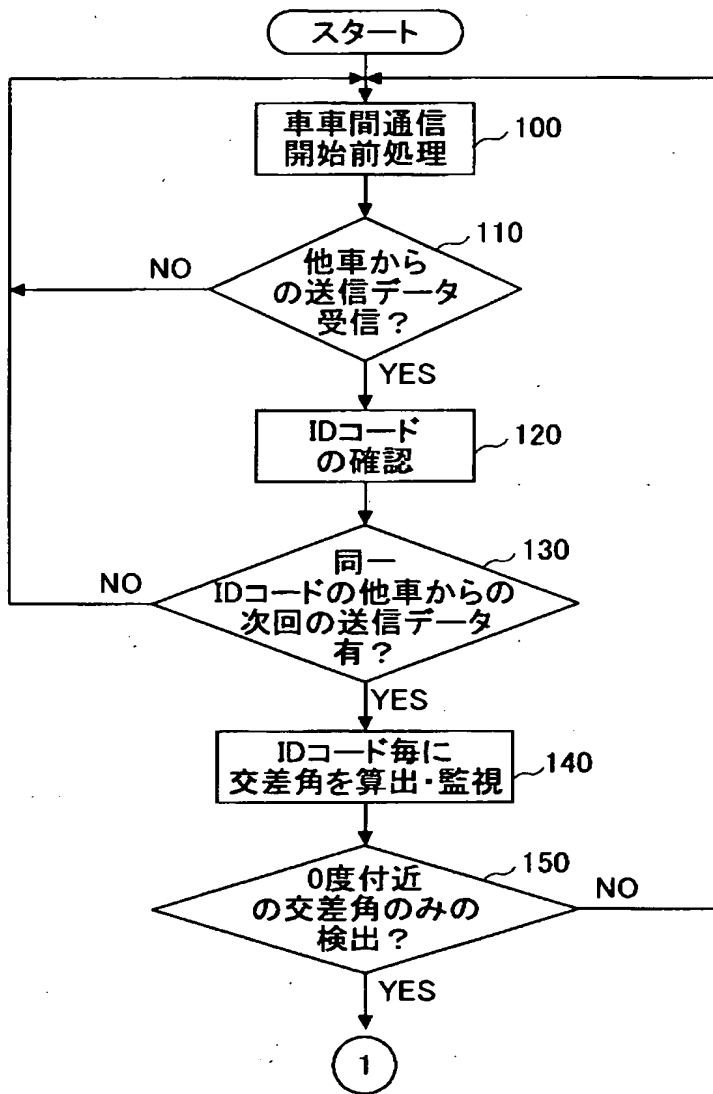 スタート
車車間通信
開始前処理
100
110
他車から
の送信データ
受信？
NO
YES
IDコード
の確認
120
130
同一
IDコードの他車からの
次回の送信データ
有？
NO
YES
IDコード毎に
交差角を算出・監視
140
150
0度付近
の交差角のみの
検出？
NO
YES
1